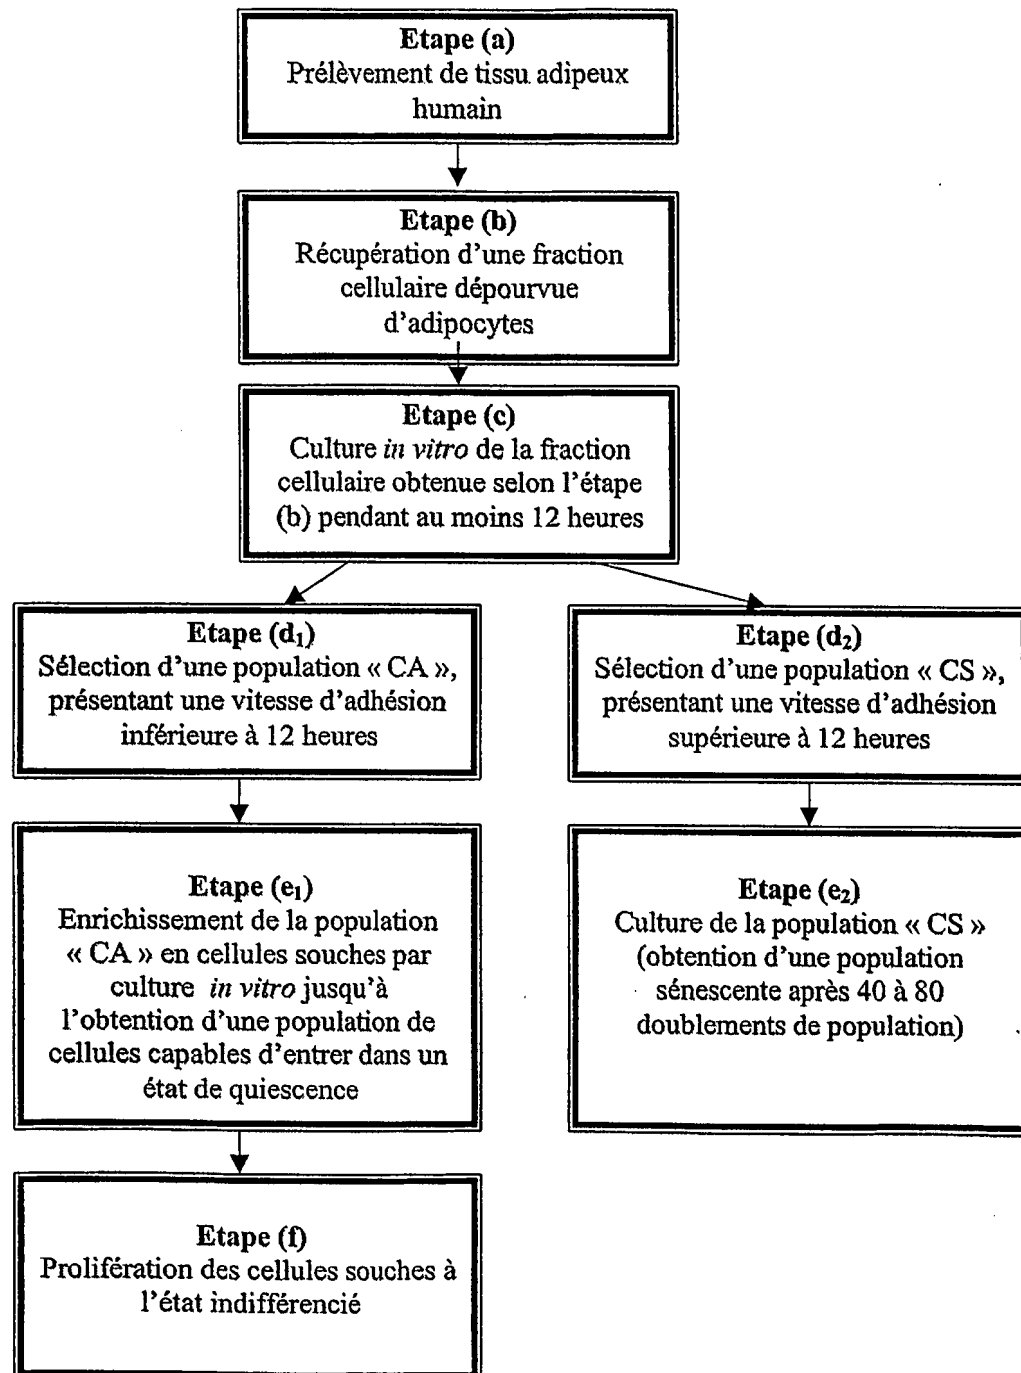 Etape (a)
Prélèvement de tissu adipeux
humain
Etape (b)
Récupération d'une fraction
cellulaire dépourvue
d'adipocytes
Etape (c)
Culture in vitro de la fraction
cellulaire obtenue selon l'étape
(b) pendant au moins 12 heures
Etape (d₁)
Sélection d'une population « CA »,
présentant une vitesse d'adhésion
inférieure à 12 heures
Etape (d₂)
Sélection d'une population « CS »,
présentant une vitesse d'adhésion
supérieure à 12 heures
Etape (e₁)
Enrichissement de la population
« CA » en cellules souches par
culture in vitro jusqu'à
l'obtention d'une population de
cellules capables d'entrer dans un
état de quiescence
Etape (e₂)
Culture de la population « CS »
(obtention d'une population
sénescente après 40 à 80
doublements de population)
Etape (f)
Prolifération des cellules souches à
l'état indifférencié